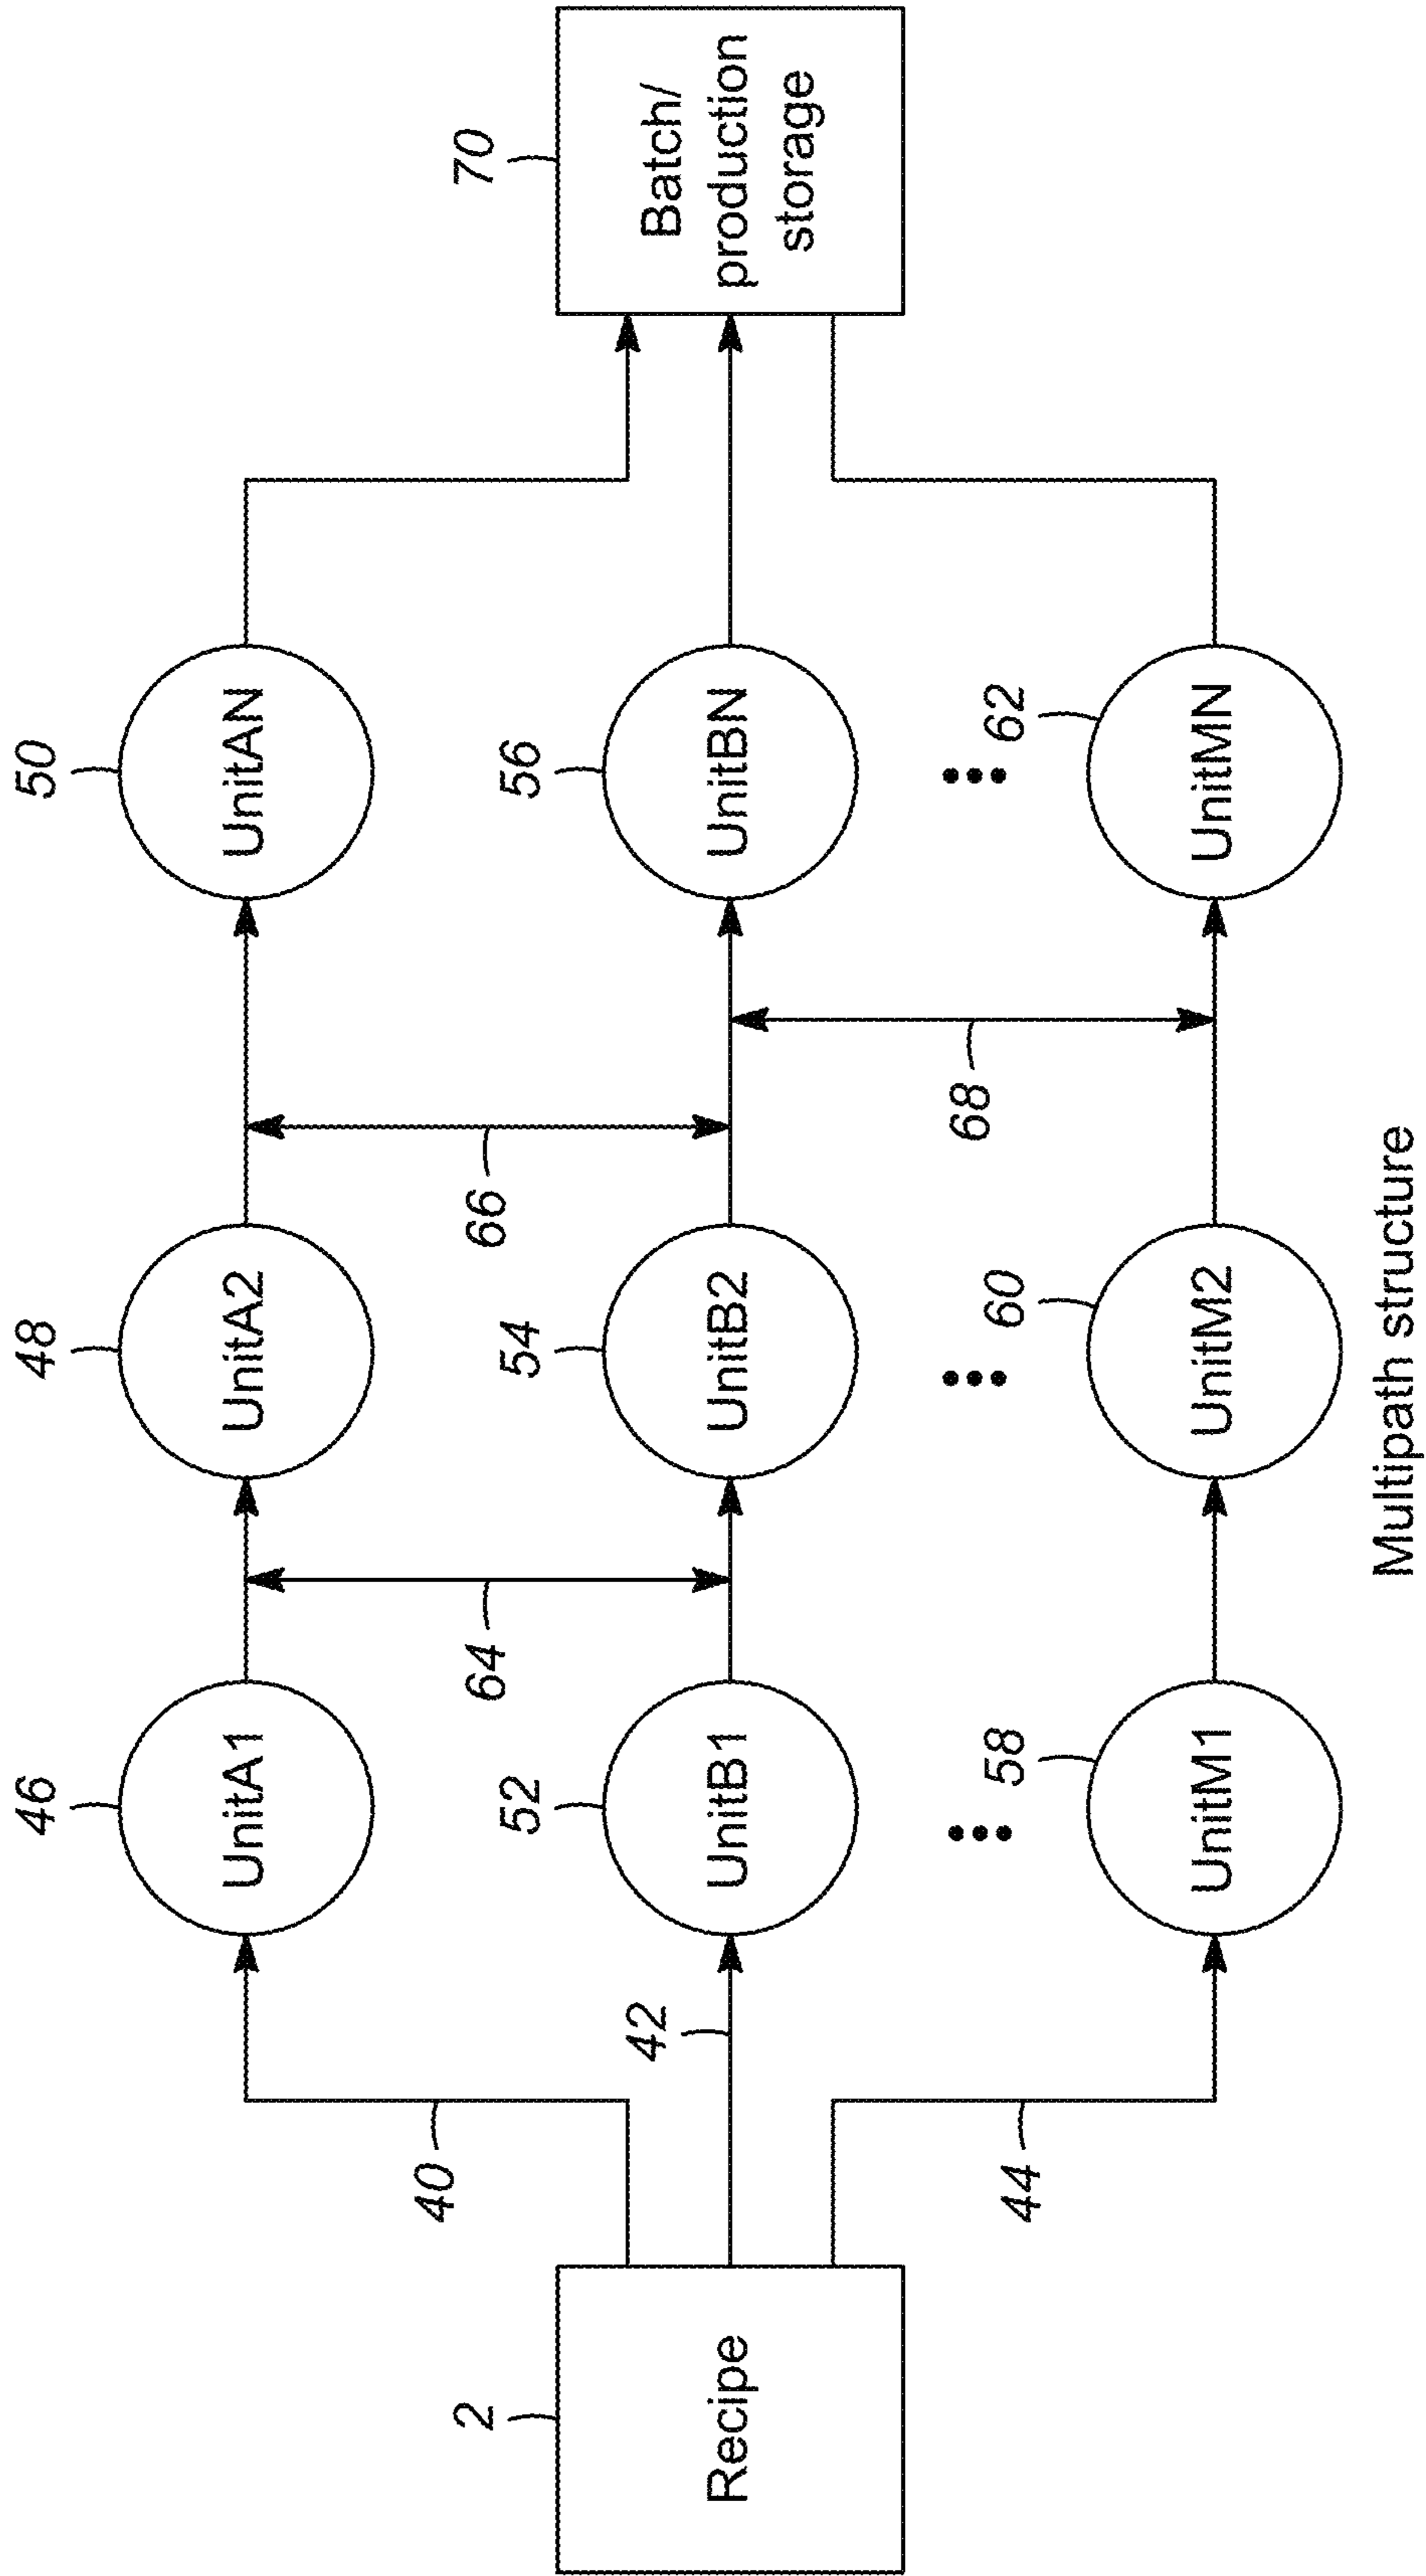 46
UnitA1
48
UnitA2
50
UnitAN
40
64
66
2
Recipe
42
52
UnitB1
54
UnitB2
56
UnitBN
70
Batch/
production
storage
44
58
UnitM1
60
UnitM2
68
62
UnitMN
Multipath structure